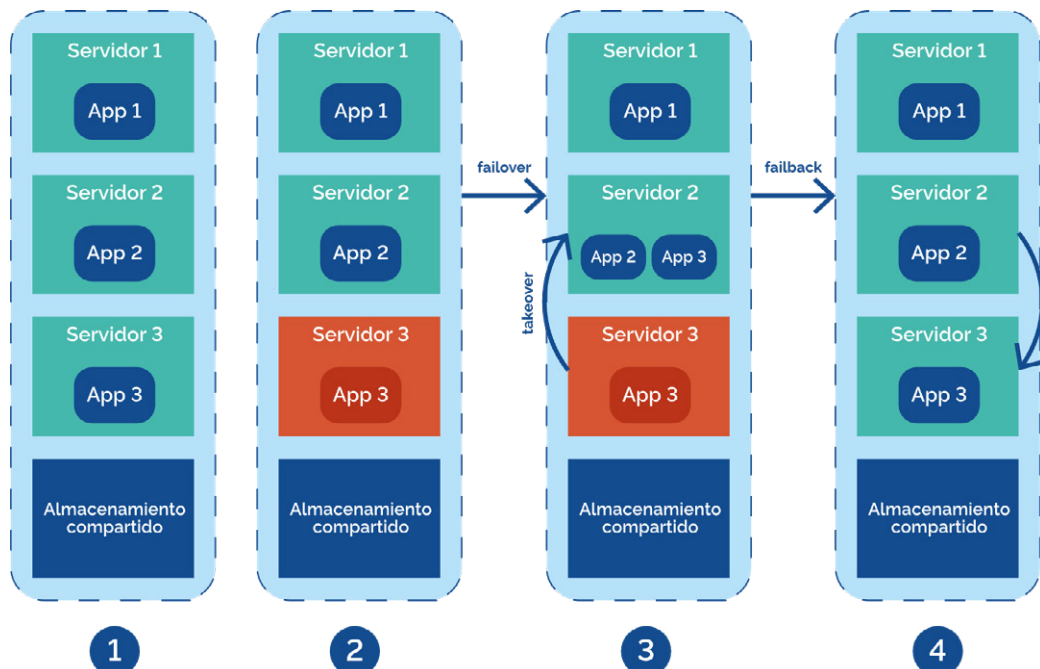 Servidor 1
App 1
Servidor 2
App 2
Servidor 3
App 3
Almacenamiento
compartido
1
Servidor 1
App 1
Servidor 2
App 2
Servidor 3
App 3
Almacenamiento
compartido
2
failover
Servidor 1
App 1
Servidor 2
App 2
App 3
takeover
Servidor 3
App 3
Almacenamiento
compartido
3
failback
Servidor 1
App 1
Servidor 2
App 2
Servidor 3
App 3
Almacenamiento
compartido
4